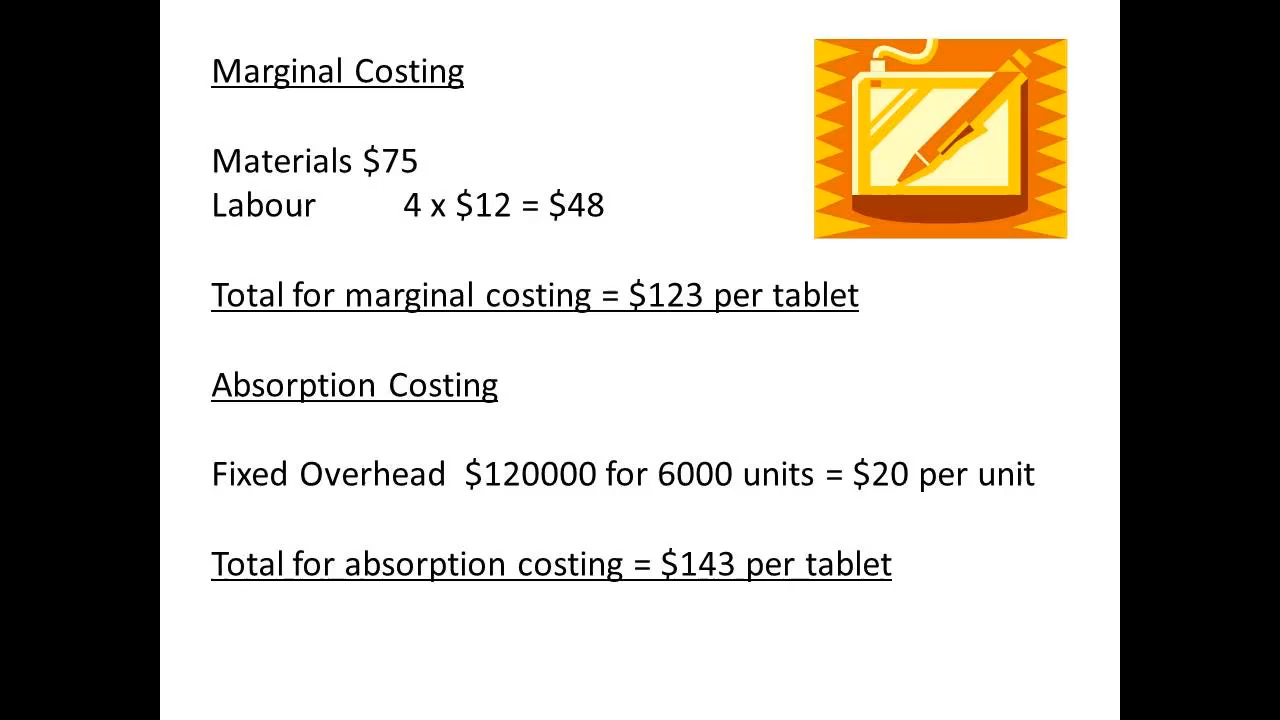 Marginal Costing
Materials $75
Labour 4 x $12 = $48
Total for marginal costing = $123 per tablet
Absorption Costing
Fixed Overhead $120000 for 6000 units = $20 per unit
Total for absorption costing = $143 per tablet